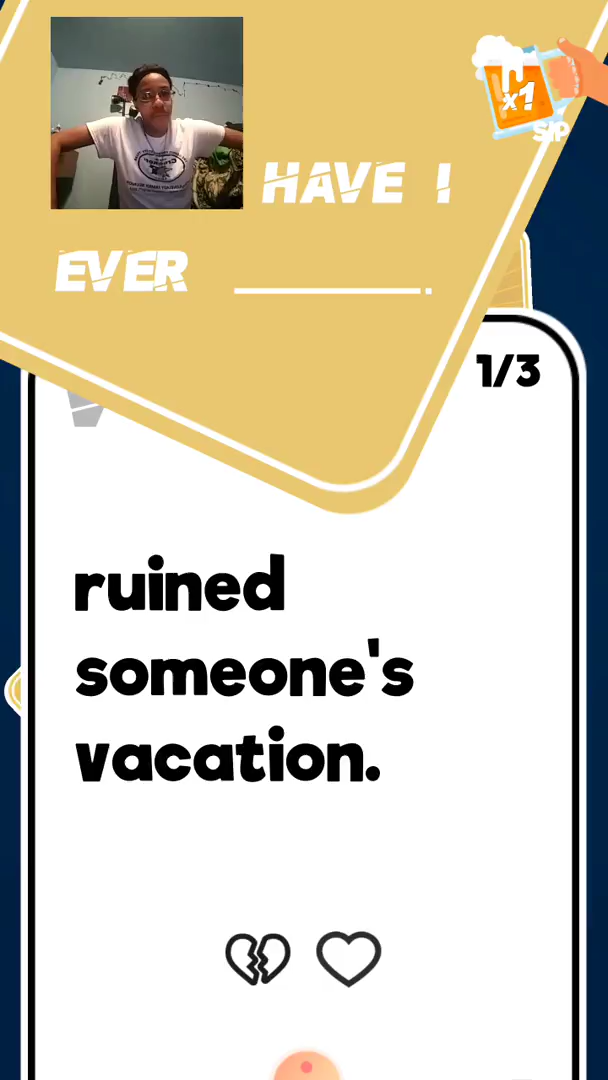 x1
SIP
HAVE I
EVER ________.
1/3
ruined
someone's
vacation.